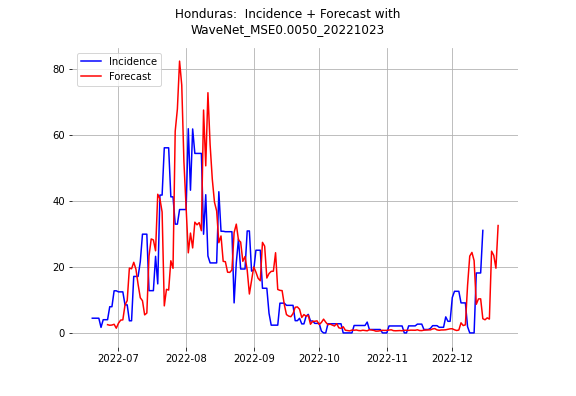 Honduras:  Incidence + Forecast with
WaveNet_MSE0.0050_20221023
Incidence
Forecast
80
60
40
20
0
2022-07
2022-08
2022-09
2022-10
2022-11
2022-12